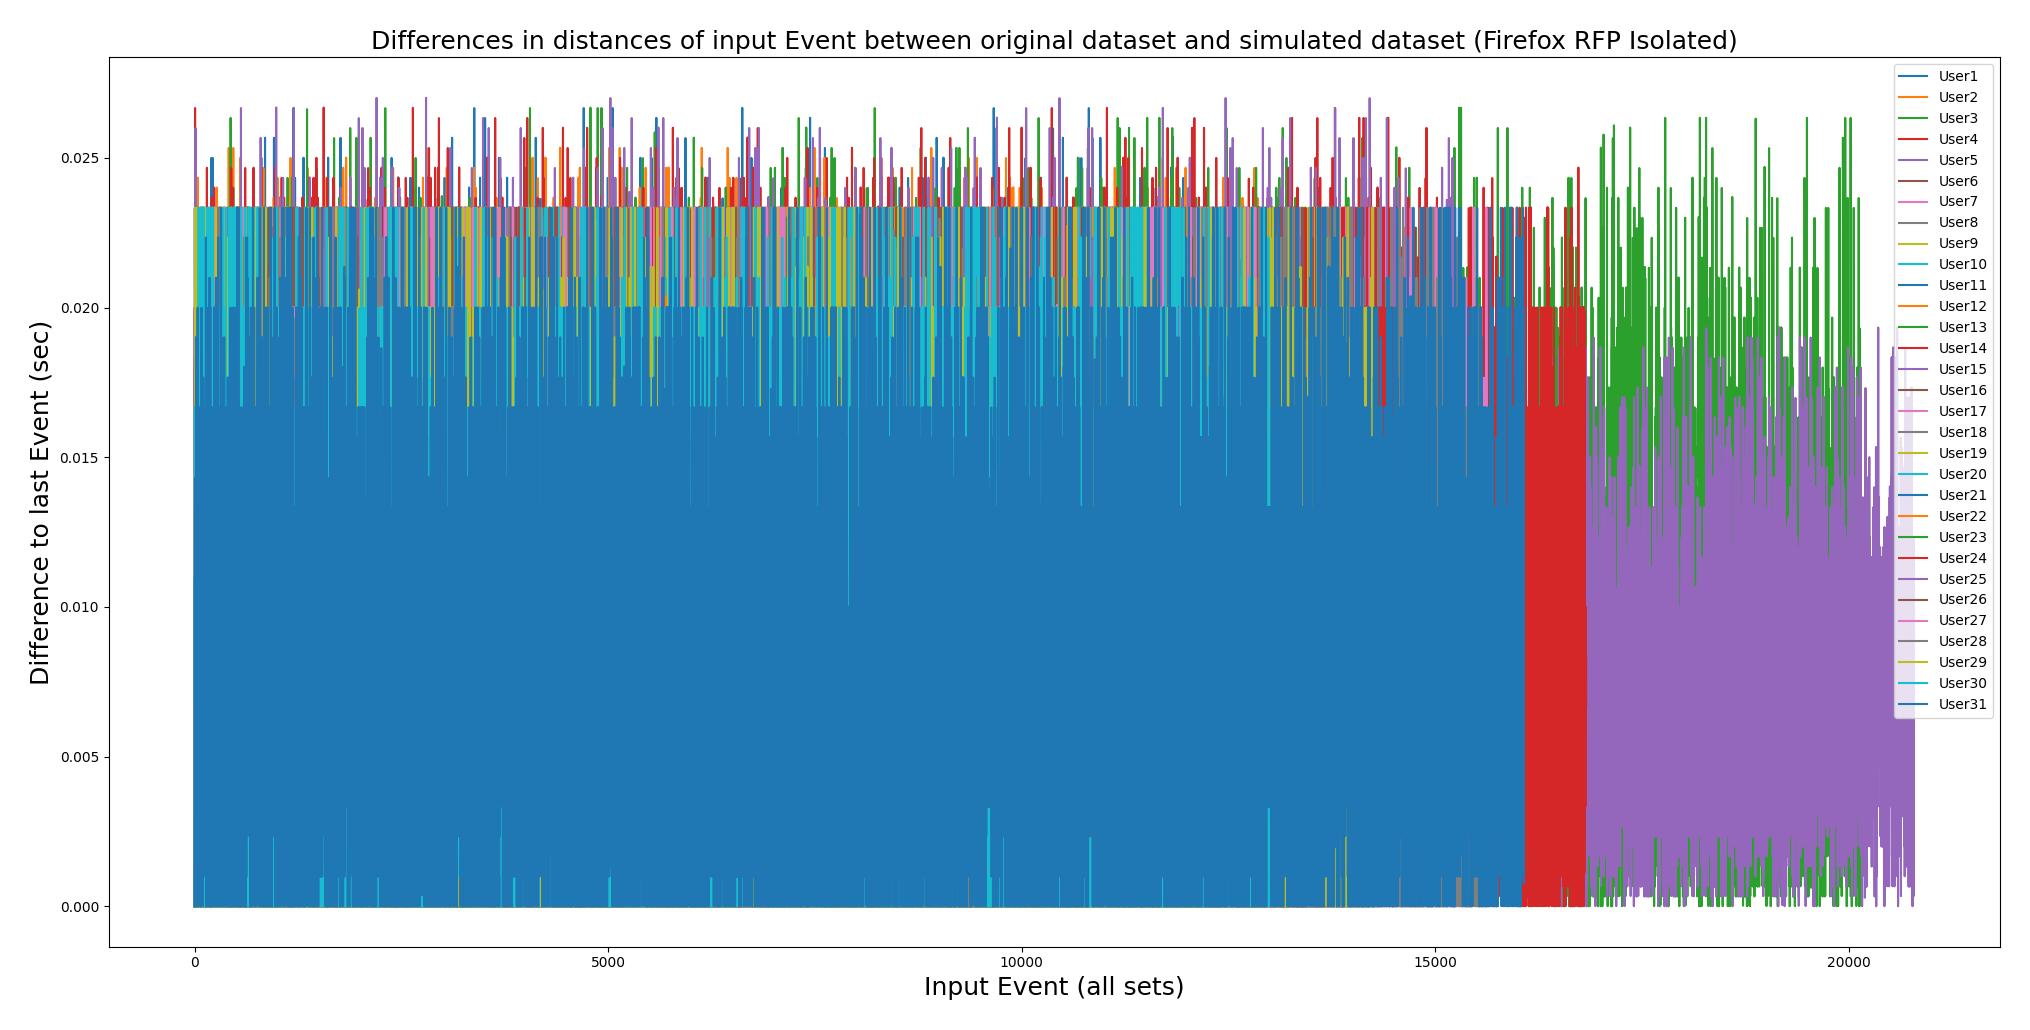 Differences in distances of input Event between original dataset and simulated dataset (Firefox RFP Isolated)
Difference to last Event (sec)
0.025
0.020
0.015
0.010
0.005
0.000
User1
User2
User3
User4
User5
User6
User7
User8
User9
User10
User11
User12
User13
User14
User15
User16
User17
User18
User19
User20
User21
User22
User23
User24
User25
User26
User27
User28
User29
User30
User31
0 5000 10000 15000 20000
Input Event (all sets)